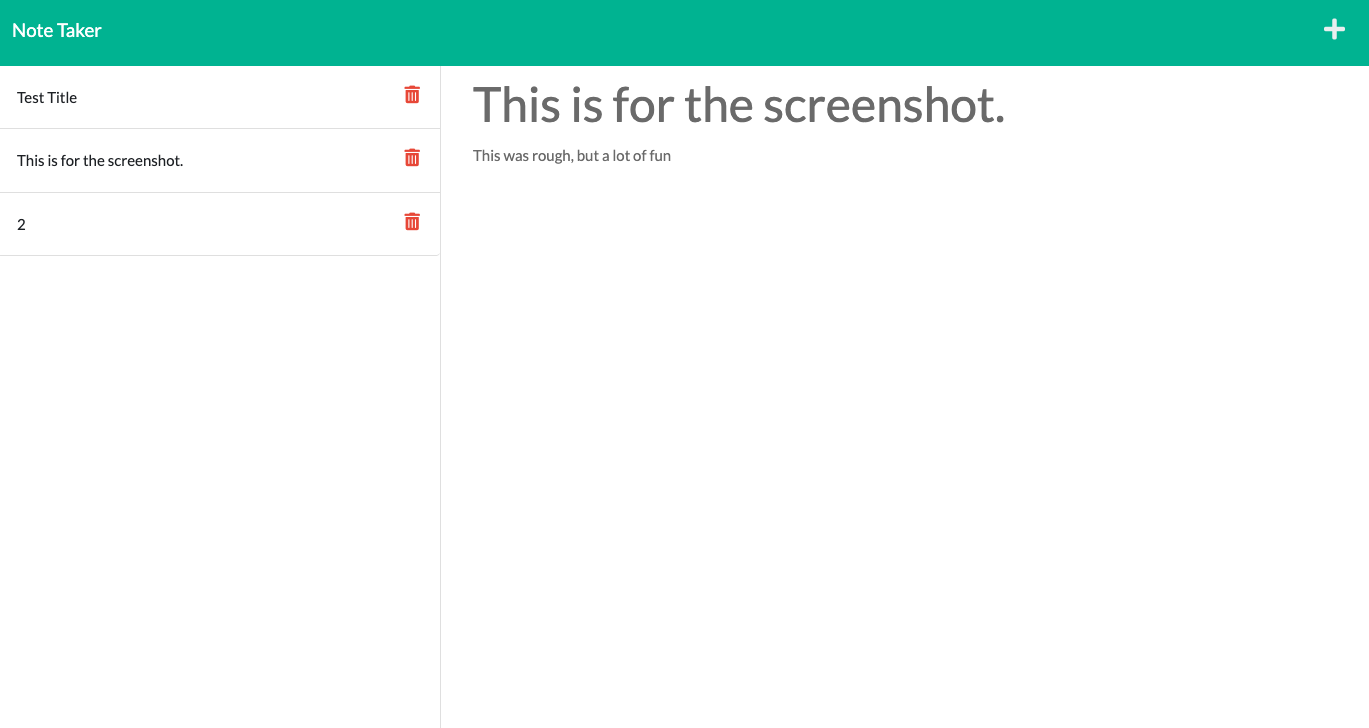 Note Taker
Test Title
This is for the screenshot.
2
This is for the screenshot.
This was rough, but a lot of fun